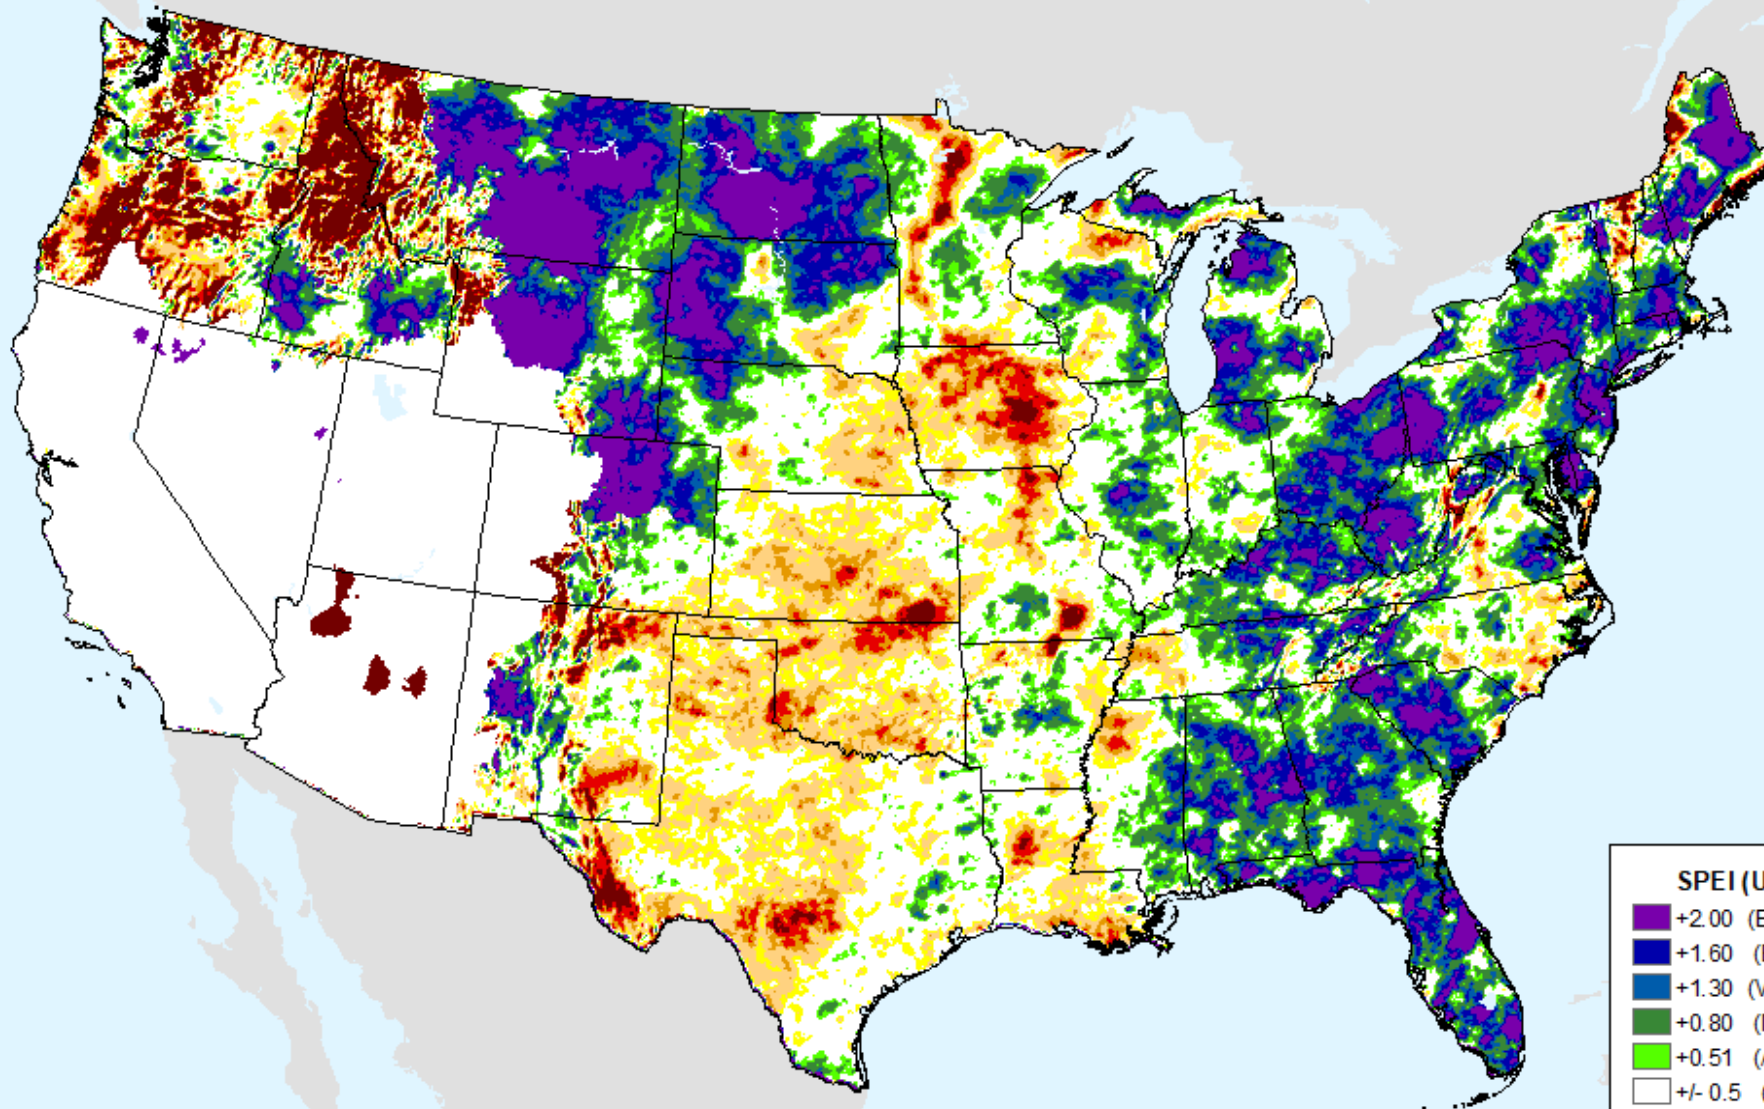 SPEI (U
+2.00 (E
+1.60 (
+1.30 (V
+0.80 (
+0.51 (
+/- 0.5 (